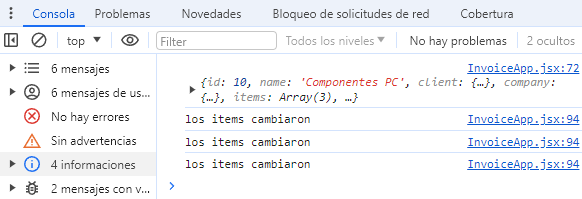 Consola Problemas Novedades Bloqueo de solicitudes de red Cobertura
top Filtrar Todos los niveles No hay problemas 2 ocultos
6 mensajes
6 mensajes de us...
No hay errores
Sin advertencias
4 informaciones
2 mensajes con v...
InvoiceApp.jsx:72
{id: 10, name: 'Componentes PC', client: {…}, company:
{…}, items: Array(3), …}
los items cambiaron InvoiceApp.jsx:94
los items cambiaron InvoiceApp.jsx:94
los items cambiaron InvoiceApp.jsx:94